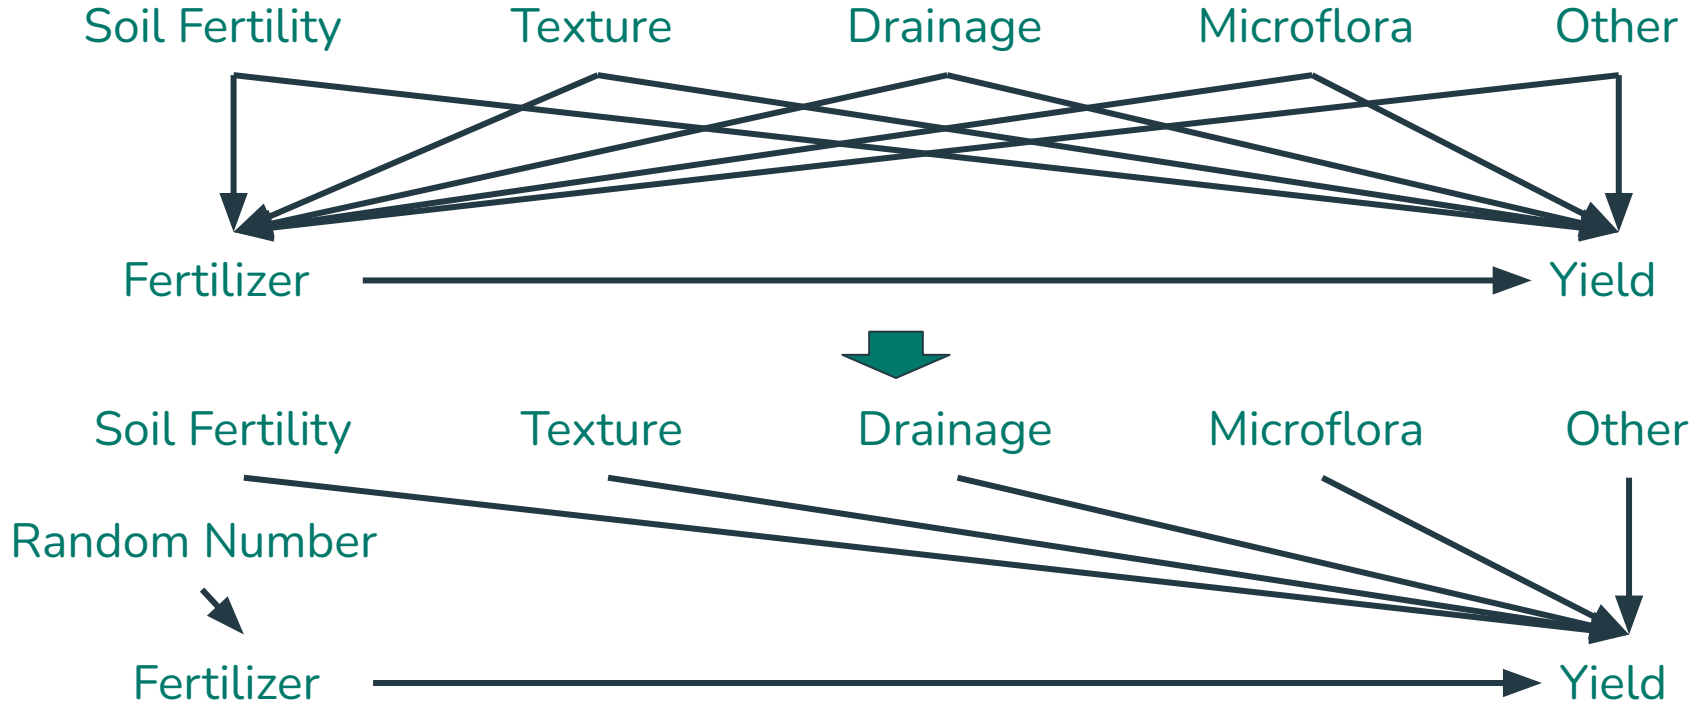 Soil Fertility Texture Drainage Microflora Other
Fertilizer Yield
Soil Fertility Texture Drainage Microflora Other
Random Number
Fertilizer Yield